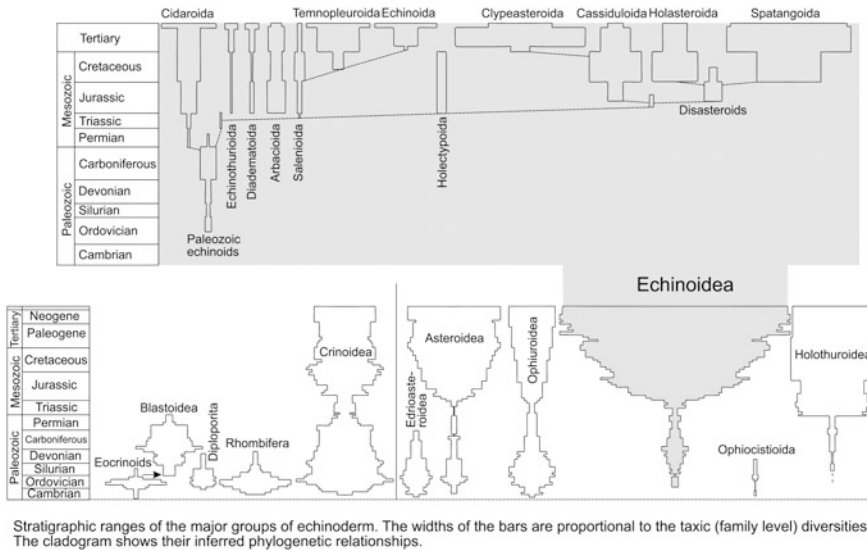 Cidaroida
Temnopleuroida Echinoida
Clypeasteroida
Cassiduloida Holasteroida
Spatangoida
Tertiary
Mesozoic
Cretaceous
Jurassic
Triassic
Permian
Paleozoic
Carboniferous
Devonian
Silurian
Ordovician
Cambrian
Paleozoic
echinoids
Echinothurioida
Diadematoida
Arbacioida
Salenioida
Holectypoida
Disasteroids
Echinoidea
Tertiary
Neogene
Paleogene
Mesozoic
Cretaceous
Jurassic
Triassic
Paleozoic
Permian
Carboniferous
Devonian
Silurian
Ordovician
Cambrian
Eocrinoids
Blastoidea
Diploporita
Rhombifera
Crinoidea
Edrioaste-
roidea
Asteroidea
Ophiuroidea
Ophiocistioida
Holothuroidea
Stratigraphic ranges of the major groups of echinoderm. The widths of the bars are proportional to the taxic (family level) diversities.
The cladogram shows their inferred phylogenetic relationships.